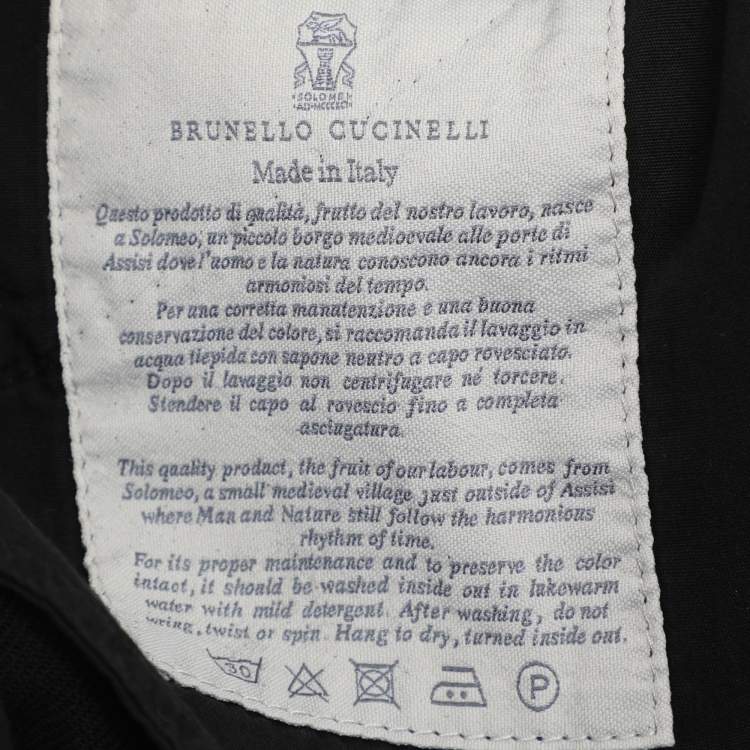 SOLOMEO
BRUNELLO CUCINELLI
Made in Italy
Questo prodotto di qualità, frutto del nostro lavoro, nasce
a Solomeo, un piccolo borgo medioevale alle porte di
Assisi dove l'uomo e la natura conoscono ancora i ritmi
armoniosi del tempo.
Per una corretta manutenzione e una buona
conservazione del colore, si raccomanda il lavaggio in
acqua tiepida con sapone neutro a capo rovesciato.
Dopo il lavaggio non centrifugare né torcere.
Stendere il capo al rovescio fino a completa
asciugatura.
This quality product, the fruit of our labour, comes from
Solomeo, a small medieval village just outside of Assisi
where Man and Nature still follow the harmonious
rhythm of time.
For its proper maintenance and to preserve the color
intact, it should be washed inside out in lukewarm
water with mild detergent. After washing, do not
wring, twist or spin. Hang to dry, turned inside out.
30 P